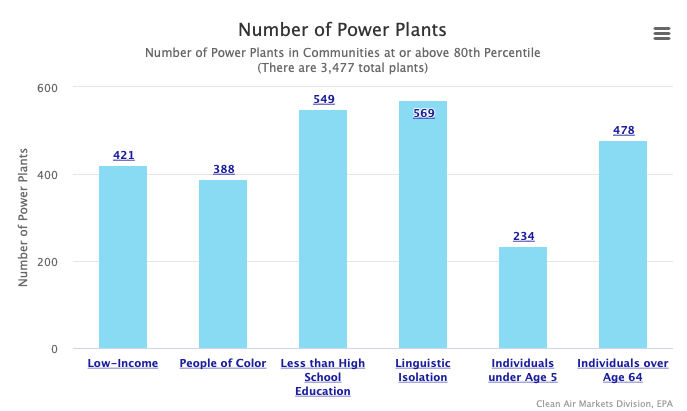 Number of Power Plants
Number of Power Plants in Communities at or above 80th Percentile
(There are 3,477 total plants)
Number of Power Plants
600
400
200
0
421
388
549
569
234
478
Low-Income
People of Color
Less than High
School
Education
Linguistic
Isolation
Individuals
under Age 5
Individuals over
Age 64
Clean Air Markets Division, EPA